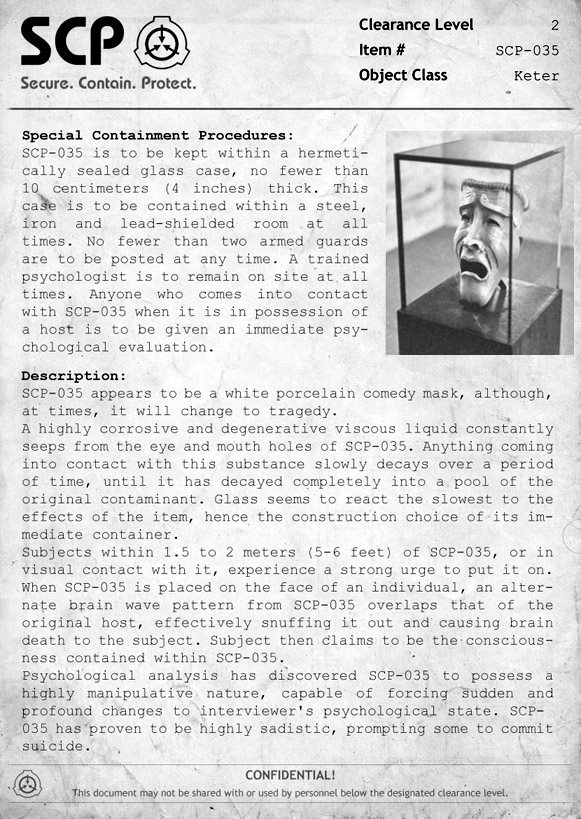 SCP
Secure. Contain. Protect.
Clearance Level 2
Item # SCP-035
Object Class Keter
Special Containment Procedures:
SCP-035 is to be kept within a hermeti-
cally sealed glass case, no fewer than
10 centimeters (4 inches) thick. This
case is to be contained within a steel,
iron and lead-shielded room at all
times. No fewer than two armed guards
are to be posted at any time. A trained
psychologist is to remain on site at all
times. Anyone who comes into contact
with SCP-035 when it is in possession of
a host is to be given an immediate psy-
chological evaluation.
Description:
SCP-035 appears to be a white porcelain comedy mask, although,
at times, it will change to tragedy.
A highly corrosive and degenerative viscous liquid constantly
seeps from the eye and mouth holes of SCP-035. Anything coming
into contact with this substance slowly decays over a period
of time, until it has decayed completely into a pool of the
original contaminant. Glass seems to react the slowest to the
effects of the item, hence the construction choice of its im-
mediate container.
Subjects within 1.5 to 2 meters (5-6 feet) of SCP-035, or in
visual contact with it, experience a strong urge to put it on.
When SCP-035 is placed on the face of an individual, an alter-
nate brain wave pattern from SCP-035 overlaps that of the
original host, effectively snuffing it out and causing brain
death to the subject. Subject then claims to be the conscious-
ness contained within SCP-035.
Psychological analysis has discovered SCP-035 to possess a
highly manipulative nature, capable of forcing sudden and
profound changes to interviewer's psychological state. SCP-
035 has proven to be highly sadistic, prompting some to commit
suicide.
CONFIDENTIAL!
This document may not be shared with or used by personnel below the designated clearance level.